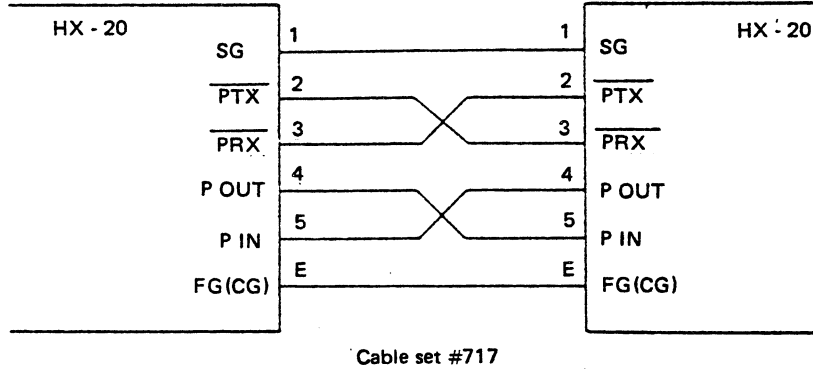 HX - 20
HX - 20
SG 1 1 SG
PTX 2 2 PTX
PRX 3 3 PRX
P OUT 4 4 P OUT
P IN 5 5 P IN
FG(CG) E E FG(CG)
Cable set #717